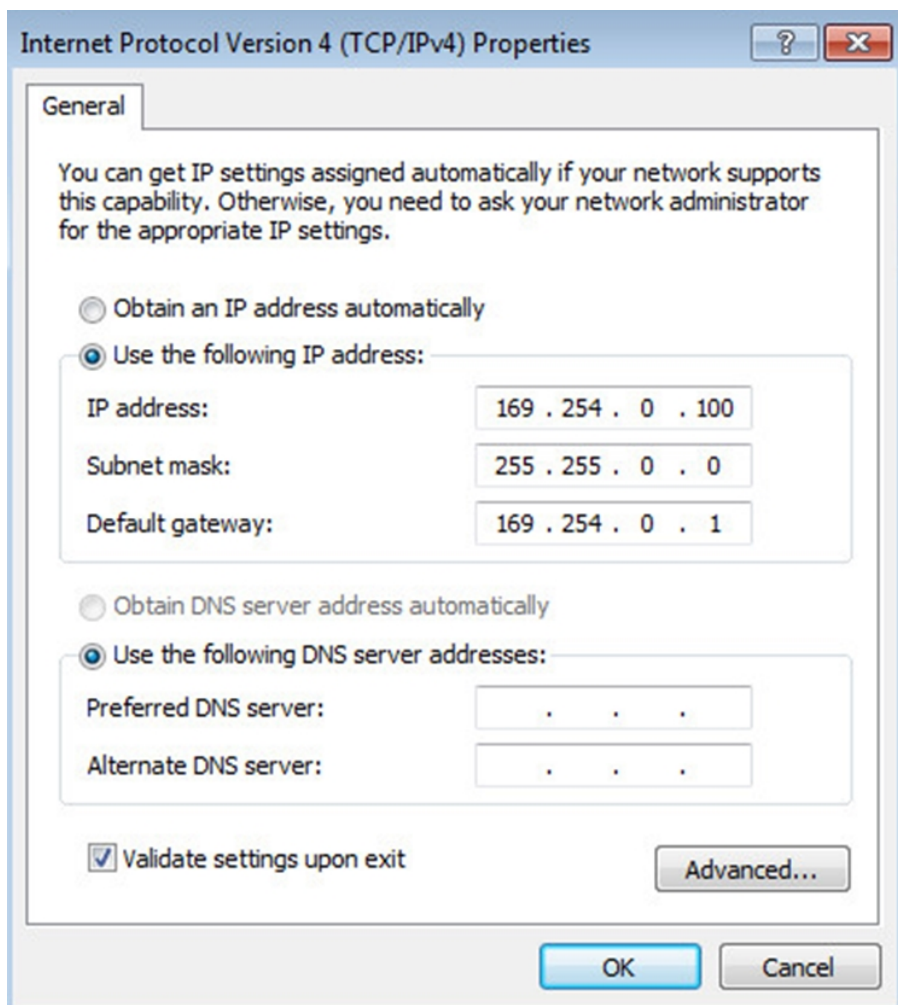 Internet Protocol Version 4 (TCP/IPv4) Properties
?
General
You can get IP settings assigned automatically if your network supports
this capability. Otherwise, you need to ask your network administrator
for the appropriate IP settings.
Obtain an IP address automatically
Use the following IP address:
IP address: 169 . 254 . 0 . 100
Subnet mask: 255 . 255 . 0 . 0
Default gateway: 169 . 254 . 0 . 1
Obtain DNS server address automatically
Use the following DNS server addresses:
Preferred DNS server: . . .
Alternate DNS server: . . .
Validate settings upon exit
Advanced...
OK Cancel